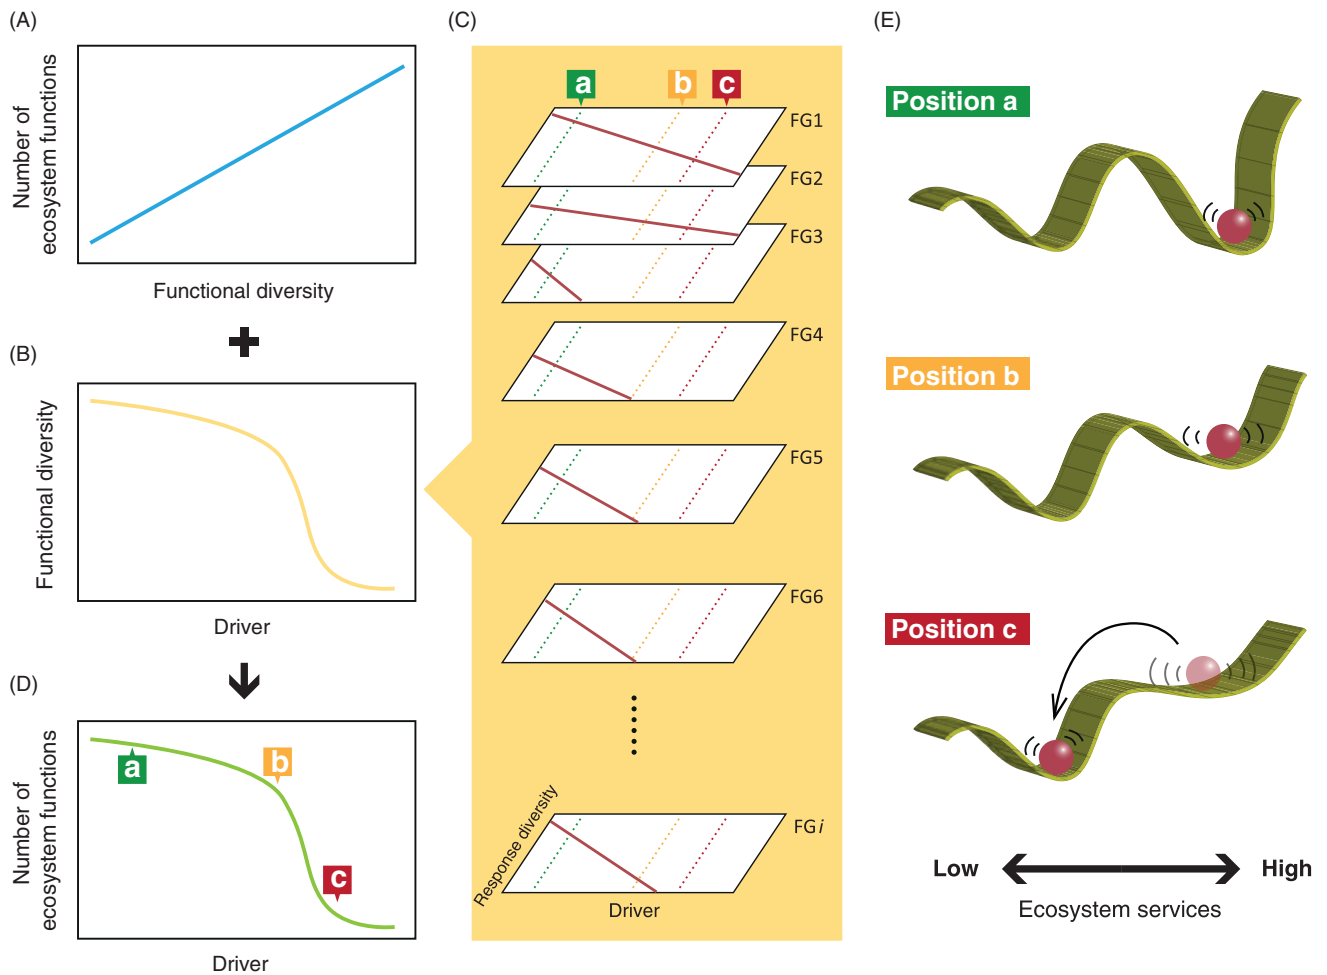 (A)
Number of
ecosystem functions
Functional diversity
(B)
Functional diversity
Driver
(D)
Number of
ecosystem functions
a
b
c
Driver
(C)
a
b
c
FG1
FG2
FG3
FG4
FG5
FG6
FGi
Response diversity
Driver
(E)
Position a
Position b
Position c
Low
High
Ecosystem services